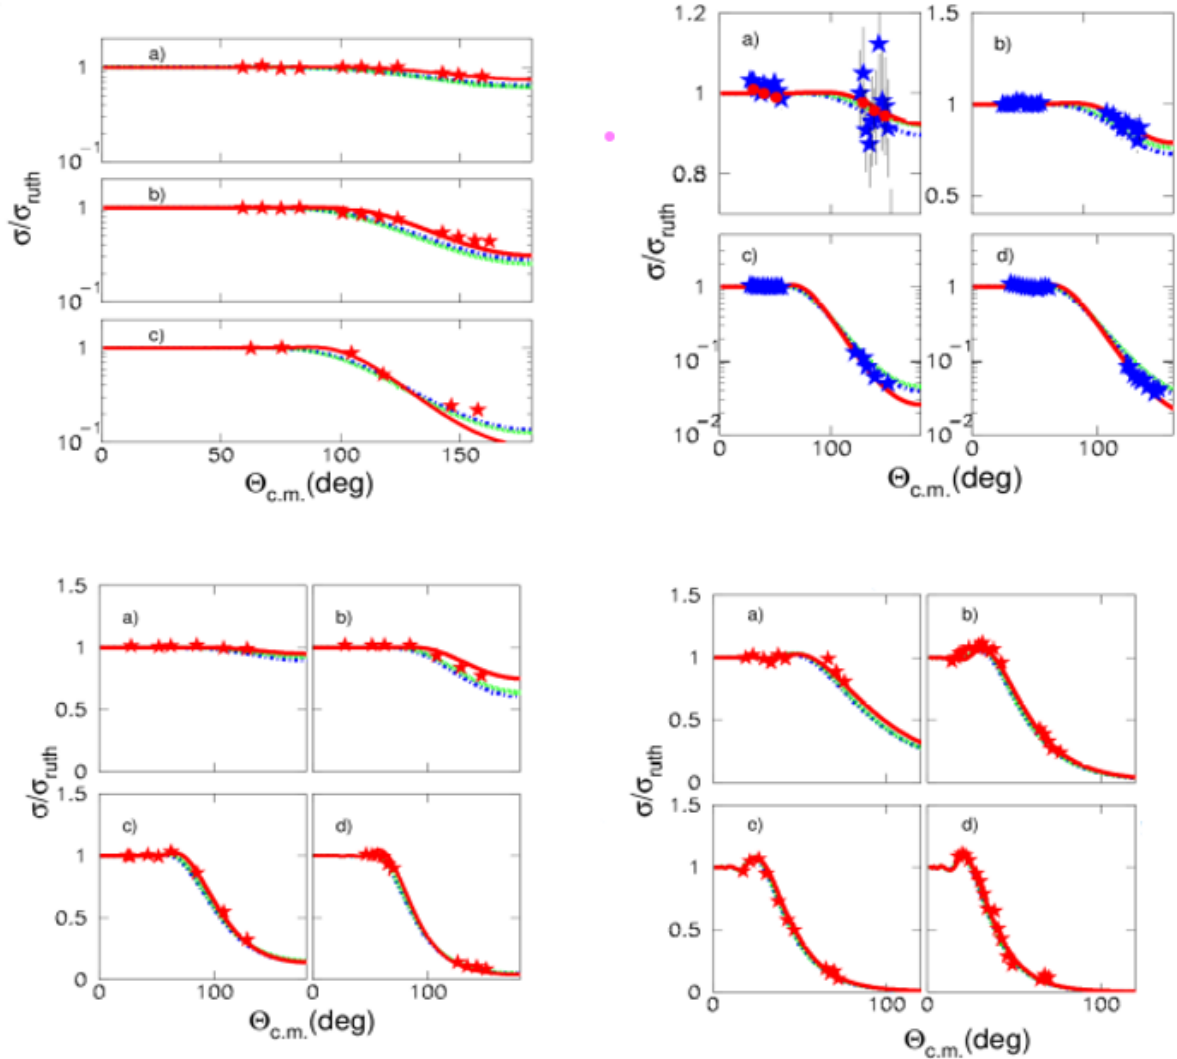 a)
1
10⁻¹
b)
1
σ/σruth
10⁻¹
c)
1
10⁻¹
0 50 100 150
Θc.m.(deg)
1.2 1.5
a) b)
1 1
0.8
0.5
σ/σruth
c) d)
1 1
10⁻¹ 10⁻¹
10⁻² 10⁻²
0 100 0 100
Θc.m.(deg)
1.5
a) b)
1
0.5
0
σ/σruth
1.5
c) d)
1
0.5
0
0 100 0 100
Θc.m.(deg)
1.5
a) b)
1
0.5
0
σ/σruth
1.5
c) d)
1
0.5
0
0 100 0 100
Θc.m.(deg)